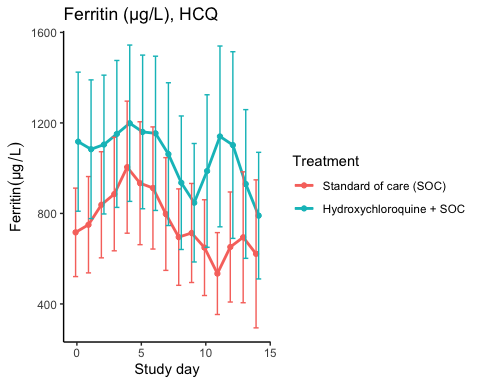 Ferritin (µg/L), HCQ
Ferritin(µg/L)
1600
1200
800
400
0
5
10
15
Study day
Treatment
Standard of care (SOC)
Hydroxychloroquine + SOC